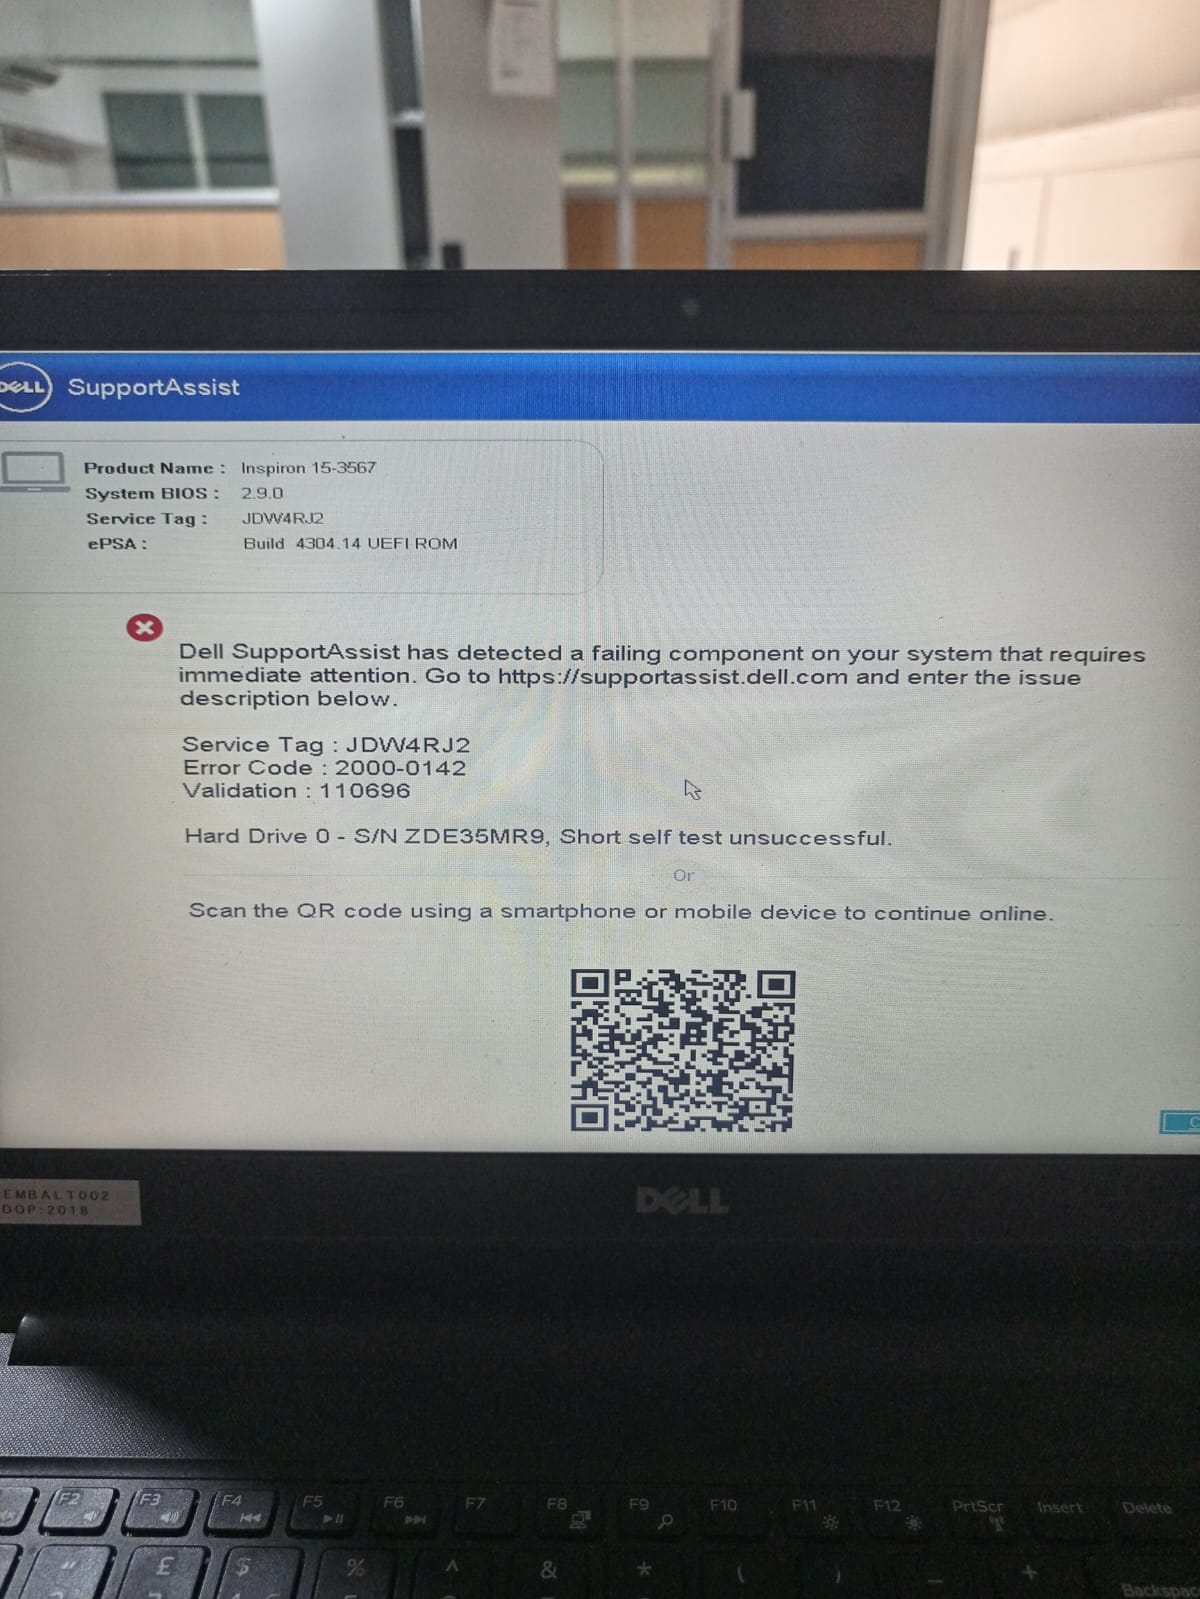 DELL SupportAssist
Product Name : Inspiron 15-3567
System BIOS : 2.9.0
Service Tag : JDW4RJ2
ePSA : Build 4304.14 UEFI ROM
Dell SupportAssist has detected a failing component on your system that requires
immediate attention. Go to https://supportassist.dell.com and enter the issue
description below.
Service Tag : JDW4RJ2
Error Code : 2000-0142
Validation : 110696
Hard Drive 0 - S/N ZDE35MR9, Short self test unsuccessful.
Or
Scan the QR code using a smartphone or mobile device to continue online.
EMBALT002
DOP:2018
DELL
F2 F3 F4 F5 F6 F7 F8 F9 F10 F11 F12 PrtScr Insert Delete
" £ $ % ^ & * ( ) _ +
Backspac